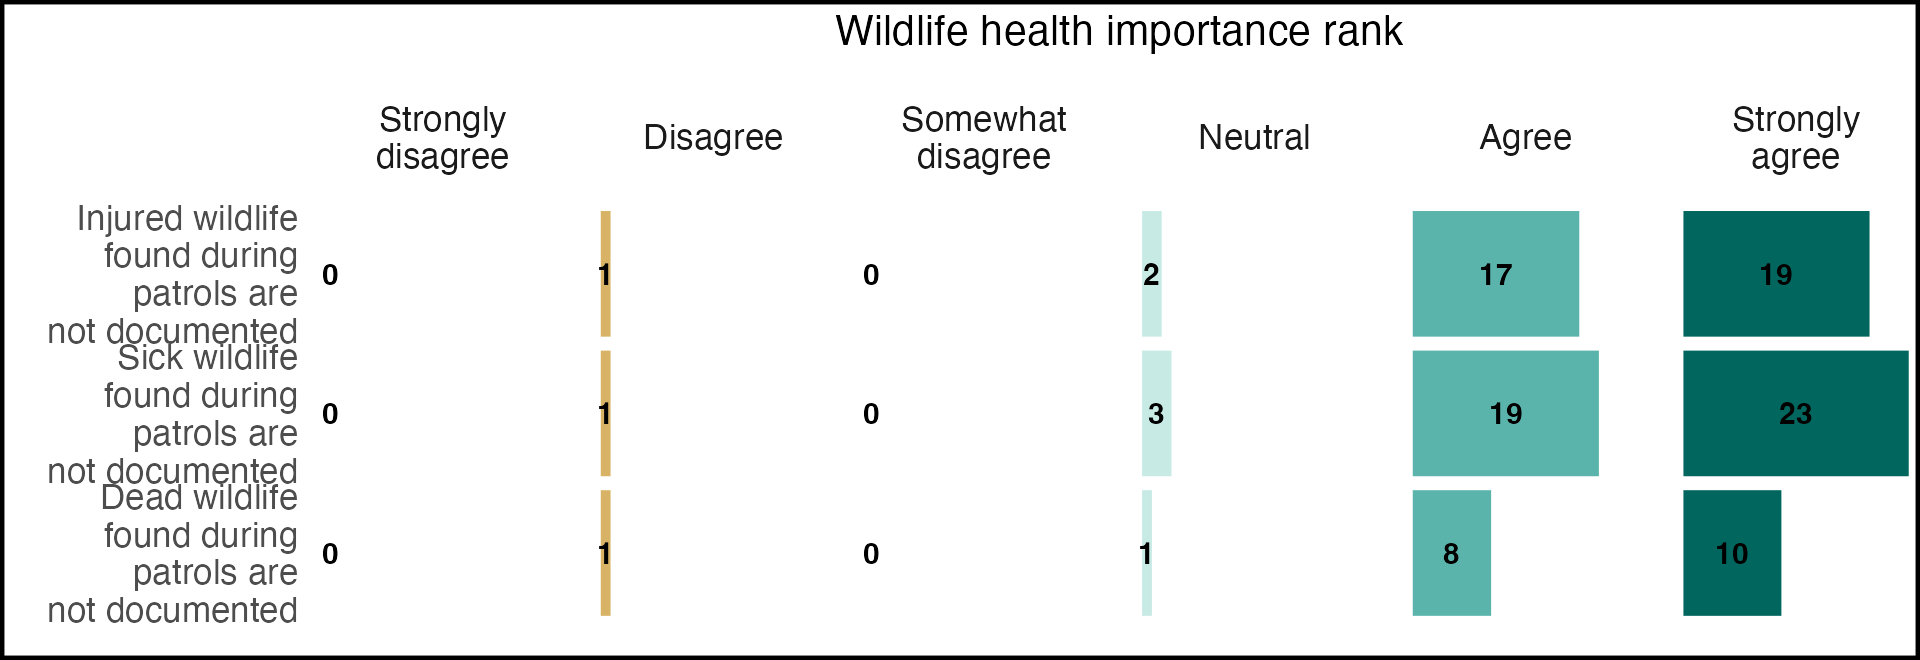 Wildlife health importance rank
Strongly
disagree
Disagree
Somewhat
disagree
Neutral
Agree
Strongly
agree
Injured wildlife
found during
patrols are
not documented
0 1 0 2 17 19
Sick wildlife
found during
patrols are
not documented
0 1 0 3 19 23
Dead wildlife
found during
patrols are
not documented
0 1 0 1 8 10